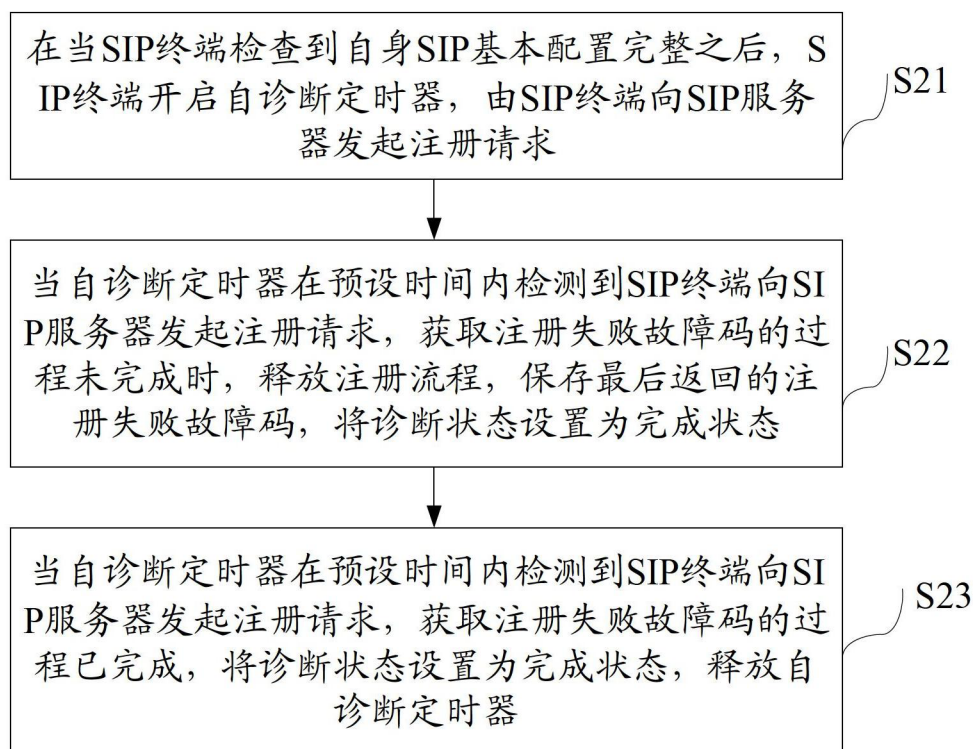 在当SIP终端检查到自身SIP基本配置完整之后，S
IP终端开启自诊断定时器，由SIP终端向SIP服务
器发起注册请求
S21
当自诊断定时器在预设时间内检测到SIP终端向SI
P服务器发起注册请求，获取注册失败故障码的过
程未完成时，释放注册流程，保存最后返回的注
册失败故障码，将诊断状态设置为完成状态
S22
当自诊断定时器在预设时间内检测到SIP终端向SI
P服务器发起注册请求，获取注册失败故障码的过
程已完成，将诊断状态设置为完成状态，释放自
诊断定时器
S23